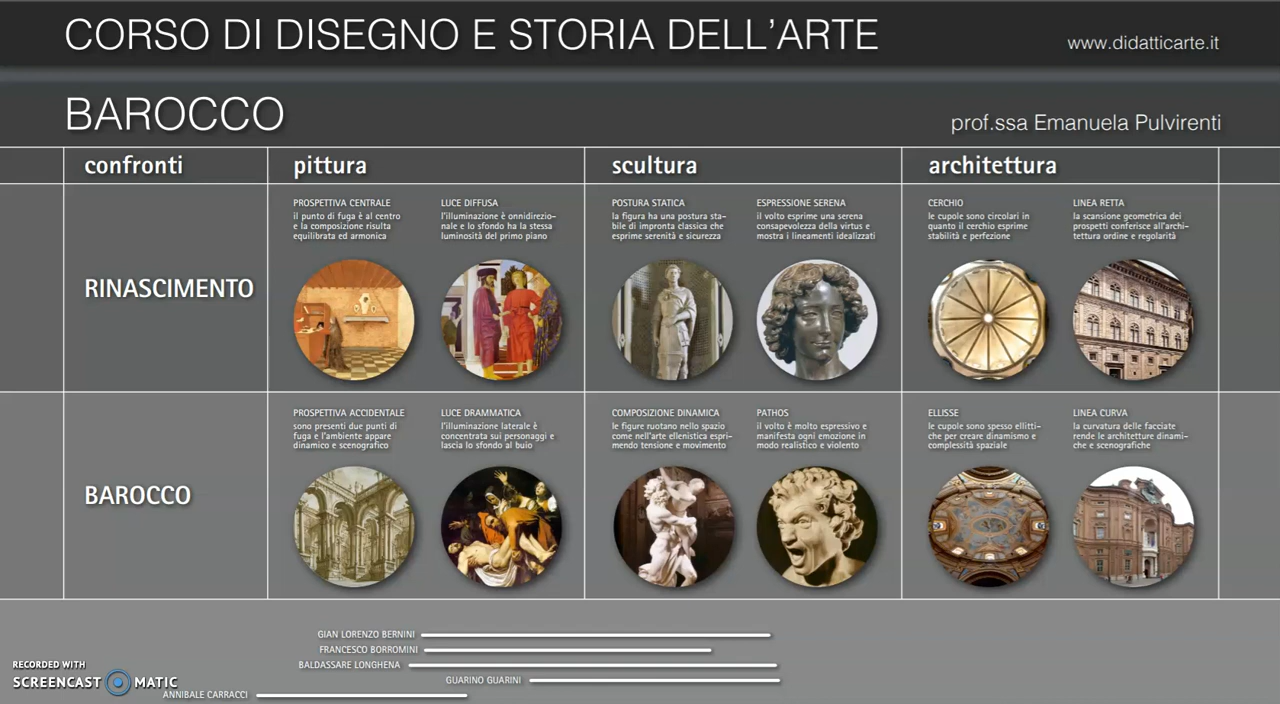 CORSO DI DISEGNO E STORIA DELL'ARTE
www.didatticarte.it
BAROCCO
prof.ssa Emanuela Pulvirenti
confronti
pittura
scultura
architettura
RINASCIMENTO
PROSPETTIVA CENTRALE
il punto di fuga è al centro
e la composizione risulta
equilibrata ed armonica
LUCE DIFFUSA
l'illuminazione è onnidirezio-
nale e lo sfondo ha la stessa
luminosità del primo piano
POSTURA STATICA
la figura ha una postura sta-
bile di impronta classica che
esprime serenità e sicurezza
ESPRESSIONE SERENA
il volto esprime una serena
consapevolezza della virtus e
mostra i lineamenti idealizzati
CERCHIO
le cupole sono circolari in
quanto il cerchio esprime
stabilità e perfezione
LINEA RETTA
la scansione geometrica dei
prospetti conferisce all'archi-
tettura ordine e regolarità
BAROCCO
PROSPETTIVA ACCIDENTALE
sono presenti due punti di
fuga e l'ambiente appare
dinamico e scenografico
LUCE DRAMMATICA
l'illuminazione laterale è
concentrata sui personaggi e
lascia lo sfondo al buio
COMPOSIZIONE DINAMICA
le figure ruotano nello spazio
come nell'arte ellenistica espri-
mendo tensione e movimento
PATHOS
il volto è molto espressivo e
manifesta ogni emozione in
modo realistico e violento
ELLISSE
le cupole sono spesso ellitti-
che per creare dinamismo e
complessità spaziale
LINEA CURVA
la curvatura delle facciate
rende le architetture dinami-
che e scenografiche
GIAN LORENZO BERNINI
FRANCESCO BORROMINI
BALDASSARE LONGHENA
GUARINO GUARINI
ANNIBALE CARRACCI
RECORDED WITH
SCREENCAST MATIC